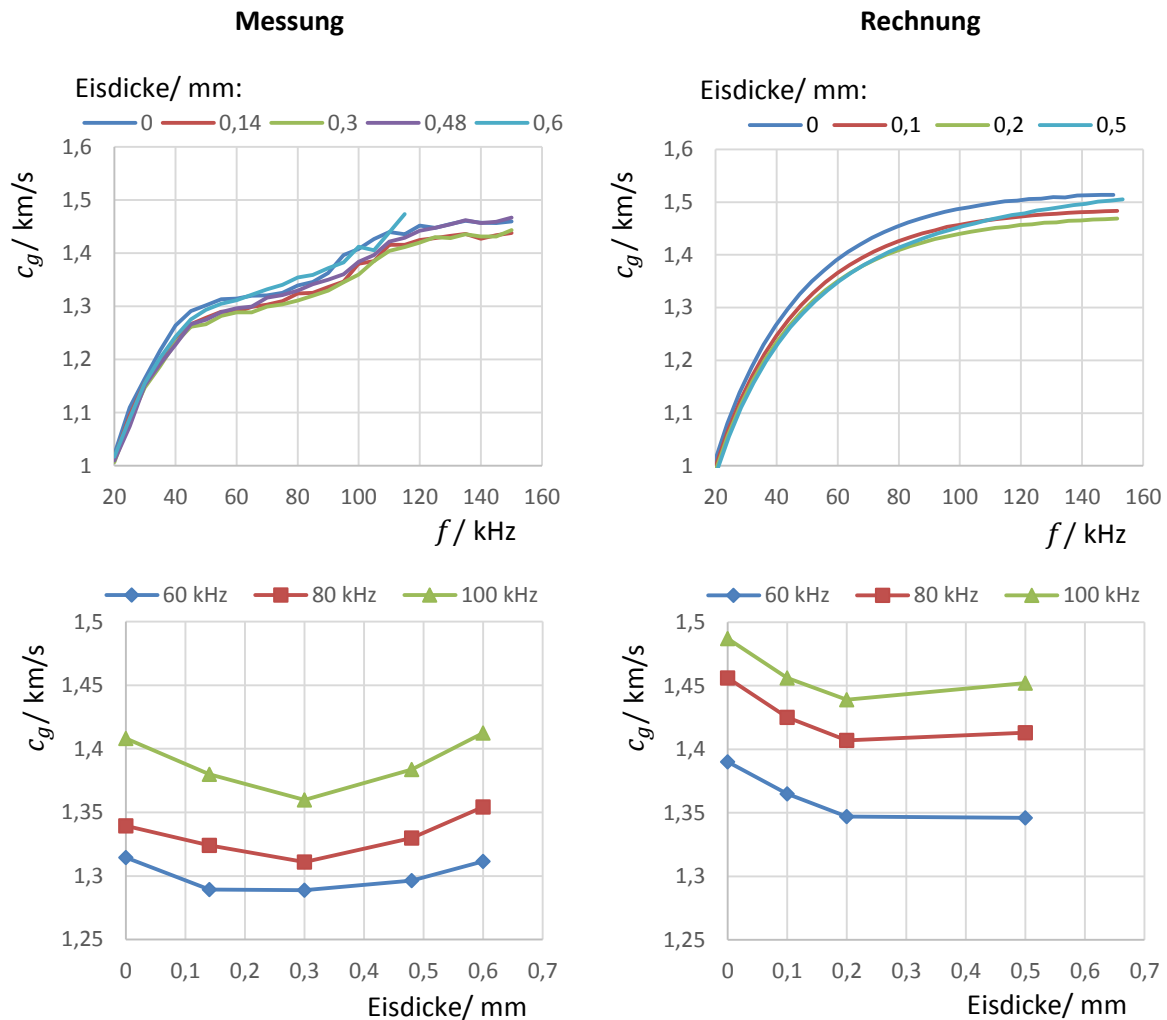 Messung
Rechnung
Eisdicke/ mm:
0 0,14 0,3 0,48 0,6
1,6
1,5
1,4
1,3
1,2
1,1
1
c_g/ km/s
20 40 60 80 100 120 140 160
f / kHz
Eisdicke/ mm:
0 0,1 0,2 0,5
1,6
1,5
1,4
1,3
1,2
1,1
1
c_g/ km/s
20 40 60 80 100 120 140 160
f / kHz
60 kHz 80 kHz 100 kHz
1,5
1,45
1,4
1,35
1,3
1,25
c_g/ km/s
0 0,1 0,2 0,3 0,4 0,5 0,6 0,7
Eisdicke/ mm
60 kHz 80 kHz 100 kHz
1,5
1,45
1,4
1,35
1,3
1,25
c_g/ km/s
0 0,1 0,2 0,3 0,4 0,5 0,6 0,7
Eisdicke/ mm